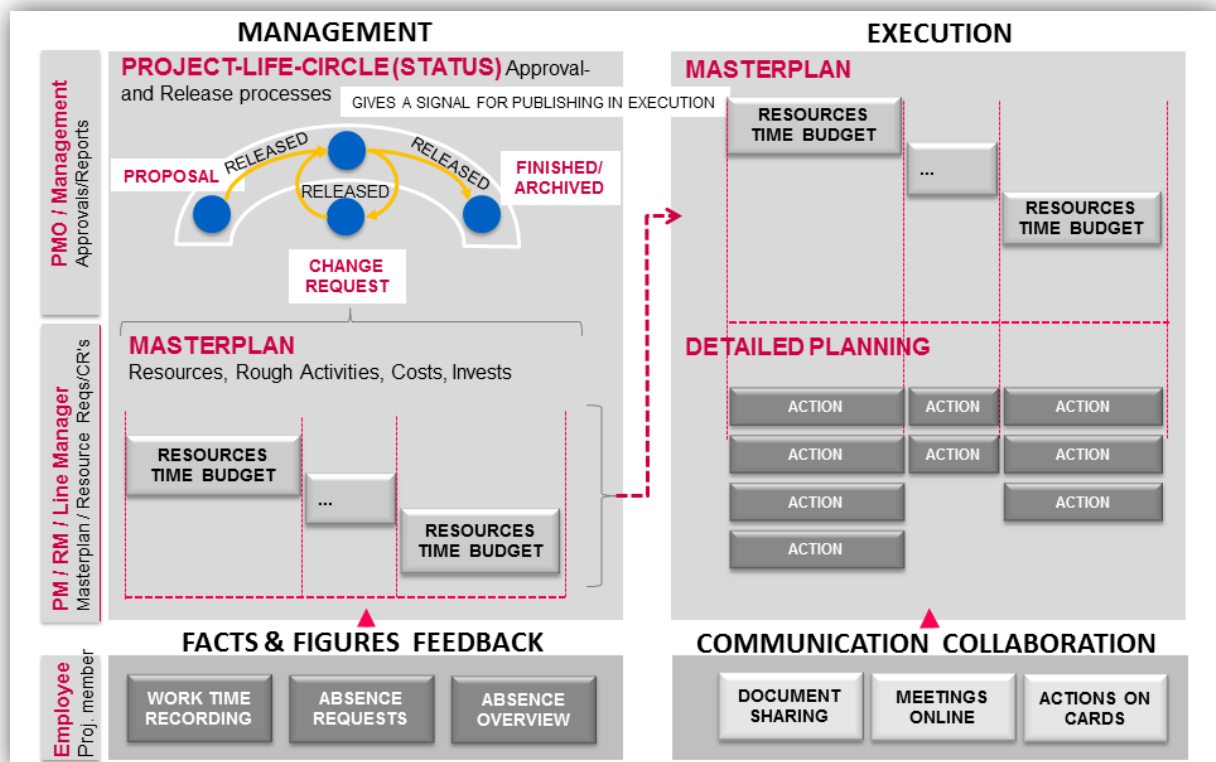 MANAGEMENT
EXECUTION
PMO / Management
Approvals/Reports
PROJECT-LIFE-CIRCLE (STATUS) Approval-
and Release processes
GIVES A SIGNAL FOR PUBLISHING IN EXECUTION
PROPOSAL
RELEASED
RELEASED
RELEASED
FINISHED/
ARCHIVED
CHANGE
REQUEST
MASTERPLAN
RESOURCES
TIME BUDGET
...
RESOURCES
TIME BUDGET
PM / RM / Line Manager
Masterplan / Resource Reqs/CR's
MASTERPLAN
Resources, Rough Activities, Costs, Invests
RESOURCES
TIME BUDGET
...
RESOURCES
TIME BUDGET
DETAILED PLANNING
ACTION
ACTION
ACTION
ACTION
ACTION
ACTION
ACTION
ACTION
ACTION
FACTS & FIGURES FEEDBACK
COMMUNICATION COLLABORATION
Employee
Proj. member
WORK TIME
RECORDING
ABSENCE
REQUESTS
ABSENCE
OVERVIEW
DOCUMENT
SHARING
MEETINGS
ONLINE
ACTIONS ON
CARDS